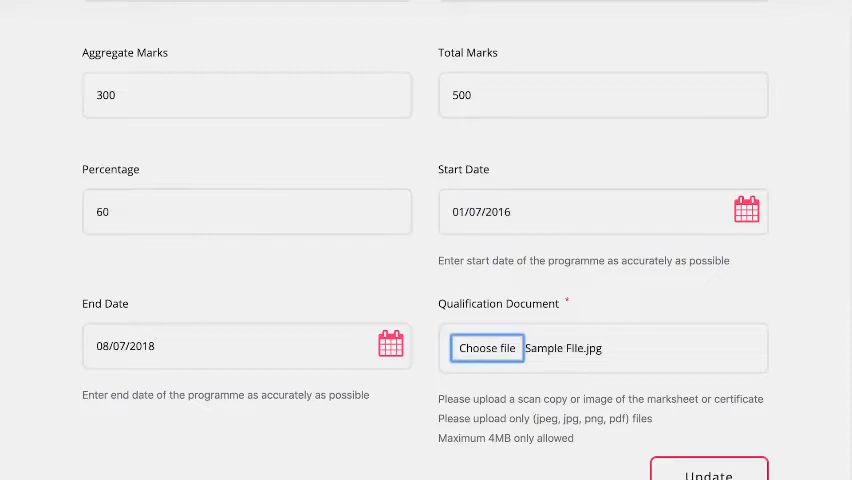 Aggregate Marks
Total Marks
300
500
Percentage
Start Date
60
01/07/2016
Enter start date of the programme as accurately as possible
End Date
Qualification Document *
08/07/2018
Choose file Sample FIle.jpg
Enter end date of the programme as accurately as possible
Please upload a scan copy or image of the marksheet or certificate
Please upload only (jpeg, jpg, png, pdf) files
Maximum 4MB only allowed
Update